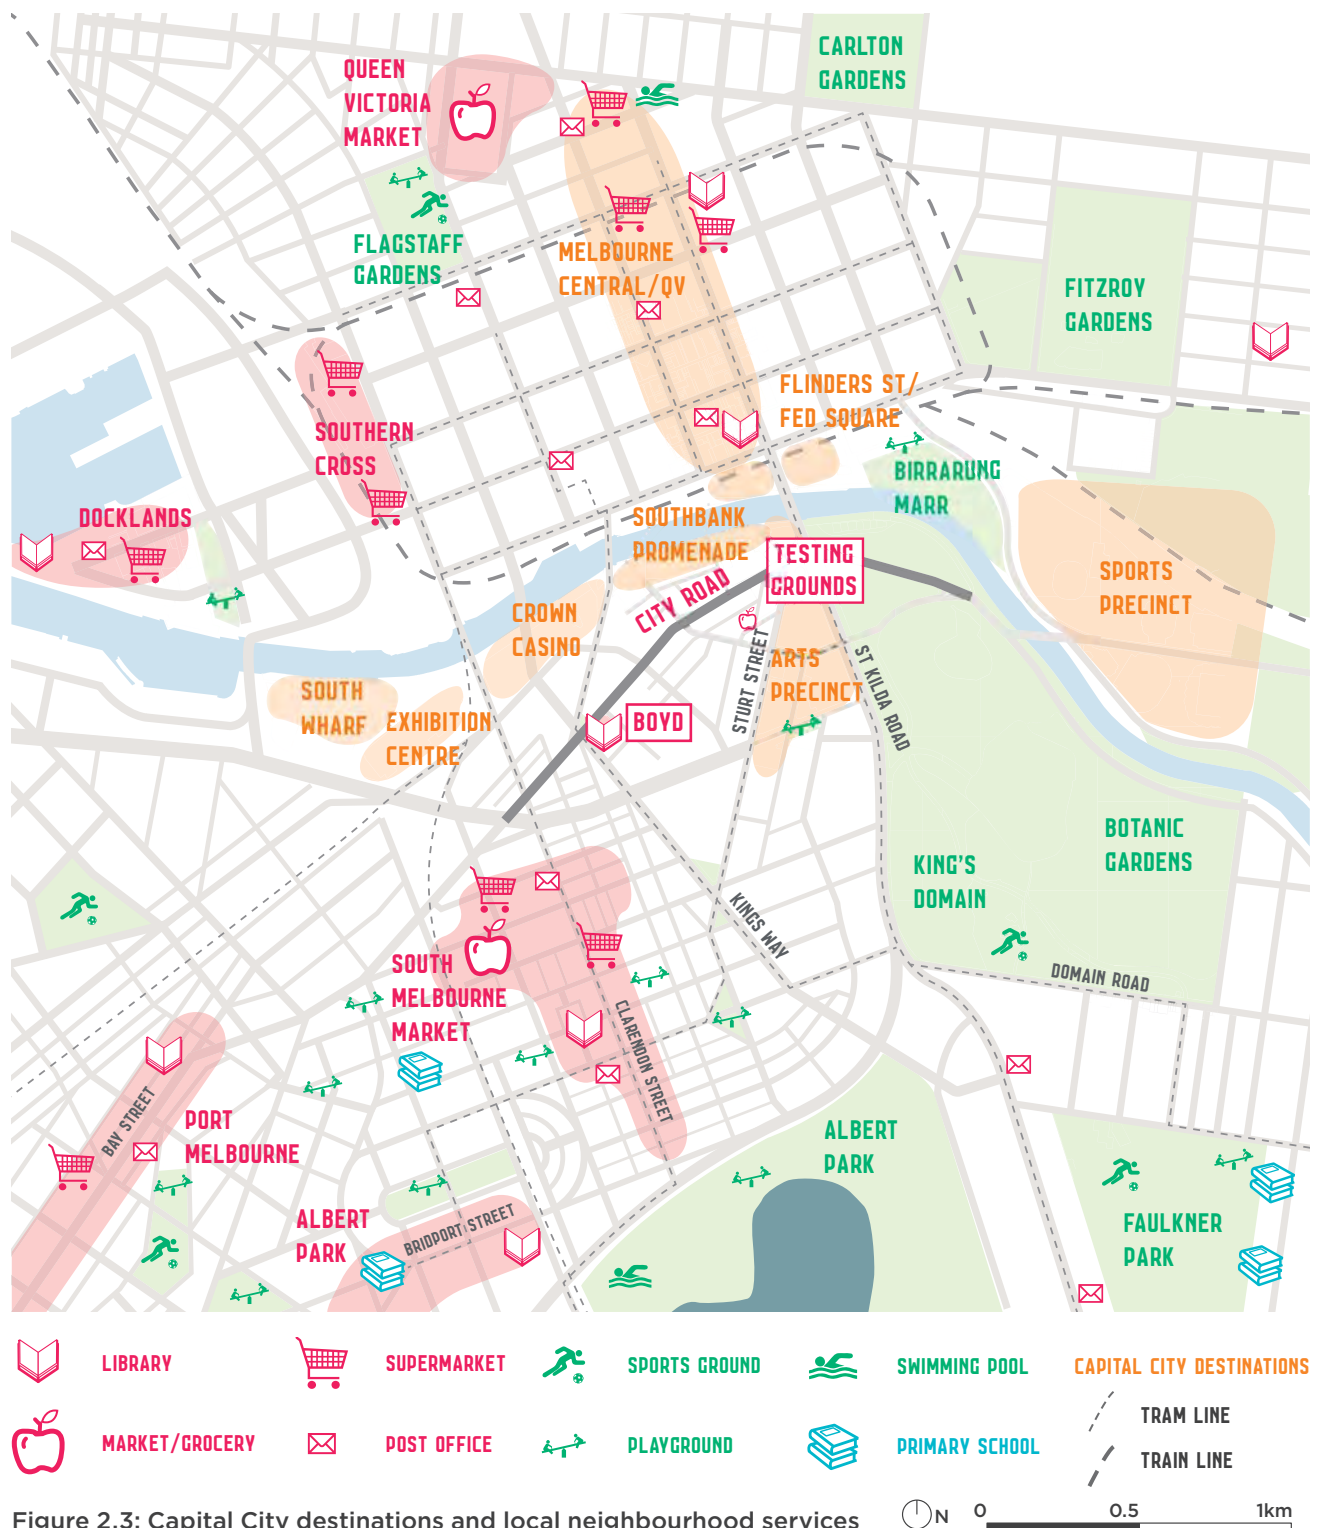 CARLTON
GARDENS
QUEEN
VICTORIA
MARKET
FLAGSTAFF
GARDENS
MELBOURNE
CENTRAL/QV
FITZROY
GARDENS
FLINDERS ST/
FED SQUARE
SOUTHERN
CROSS
BIRRARUNG
MARR
DOCKLANDS
SOUTHBANK
PROMENADE
TESTING
GROUNDS
SPORTS
PRECINCT
CITY ROAD
CROWN
CASINO
STURT STREET
ARTS
PRECINCT
ST KILDA ROAD
SOUTH
WHARF
EXHIBITION
CENTRE
BOYD
BOTANIC
GARDENS
KING'S
DOMAIN
KINGS WAY
SOUTH
MELBOURNE
MARKET
DOMAIN ROAD
CLARENDON STREET
BAY STREET
PORT
MELBOURNE
ALBERT
PARK
ALBERT
PARK
BRIDPORT STREET
FAULKNER
PARK
LIBRARY
SUPERMARKET
SPORTS GROUND
SWIMMING POOL
CAPITAL CITY DESTINATIONS
MARKET/GROCERY
POST OFFICE
PLAYGROUND
PRIMARY SCHOOL
TRAM LINE
TRAIN LINE
N
0 0.5 1km
Figure 2.3: Capital City destinations and local neighbourhood services